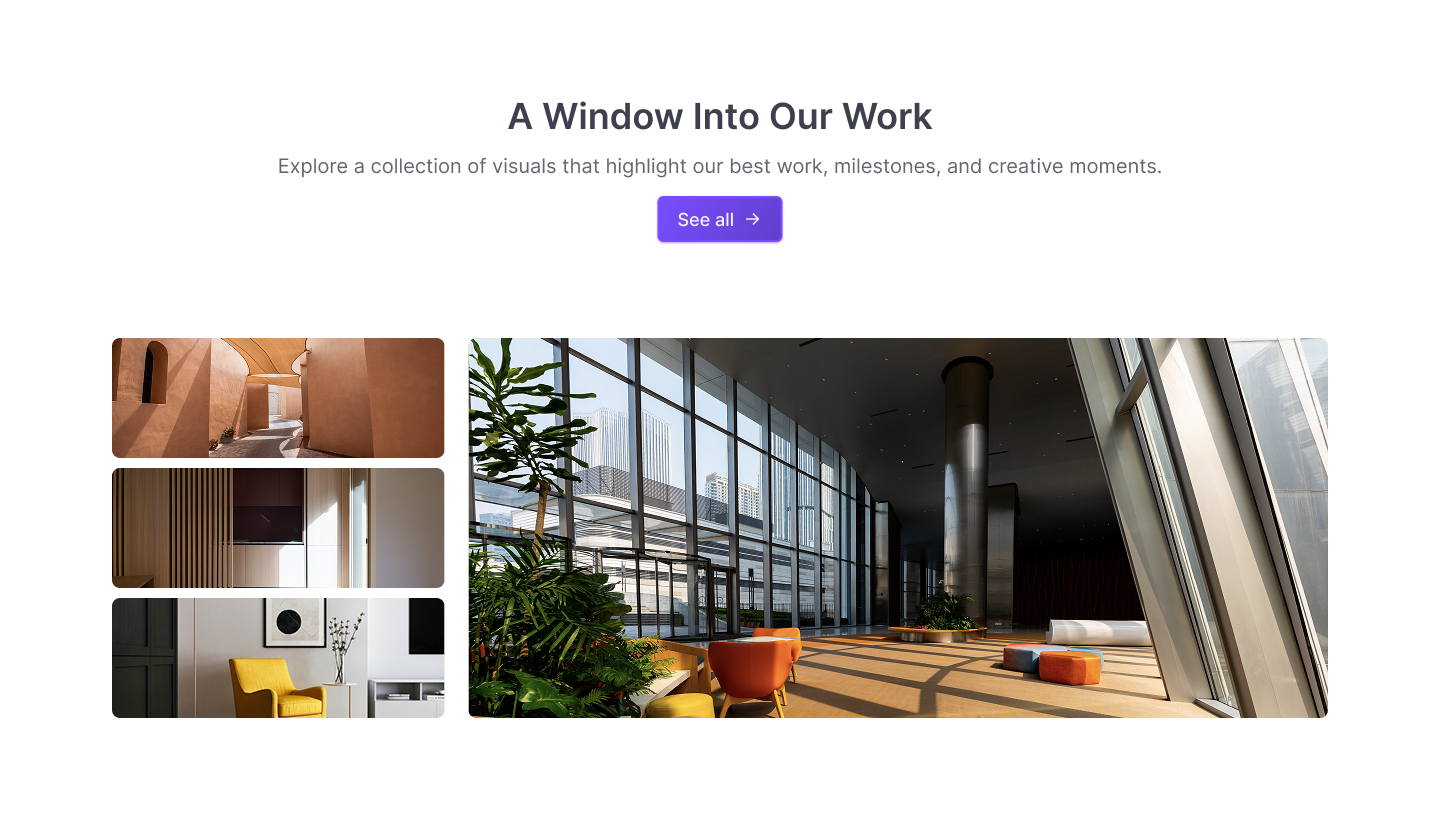 A Window Into Our Work
Explore a collection of visuals that highlight our best work, milestones, and creative moments.
See all →